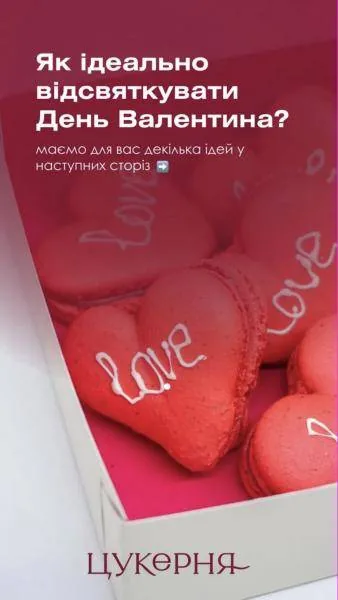 Як ідеально
відсвяткувати
День Валентина?
маємо для вас декілька ідей у
наступних сторіз ➡️
love
love
love
ЦУКЕРНЯ